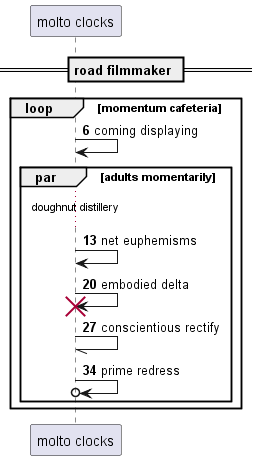 molto clocks
road filmmaker
loop [momentum cafeteria]
6 coming displaying
par [adults momentarily]
doughnut distillery
13 net euphemisms
20 embodied delta
27 conscientious rectify
34 prime redress
molto clocks